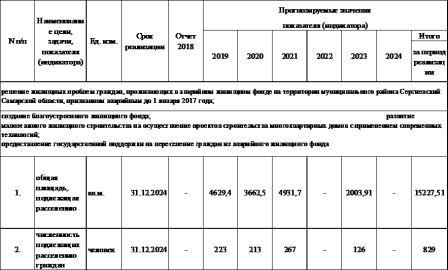 N п/п
Наименование цели, задачи, показателя (индикатора)
Ед. изм.
Срок реализации
Отчет 2018
Прогнозируемые значения
показателя (индикатора)
2019
2020
2021
2022
2023
2024
Итого
за период реализации
решение жилищных проблем граждан, проживающих в аварийном жилищном фонде на территории муниципального района Сергиевский
Самарской области, признанном аварийным до 1 января 2017 года;
создание благоустроенного жилищного фонда; развитие
малоэтажного жилищного строительства на осуществление проектов строительства многоквартирных домов с применением современных
технологий;
предоставление государственной поддержки на переселение граждан из аварийного жилищного фонда
1.
общая
площадь,
подлежащая
расселению
кв.м.
31.12.2024
-
4629,4
3662,5
4931,7
-
2003,91
-
15227,51
2.
численность
подлежащих
расселению
граждан
человек
31.12.2024
-
223
213
267
-
126
-
829